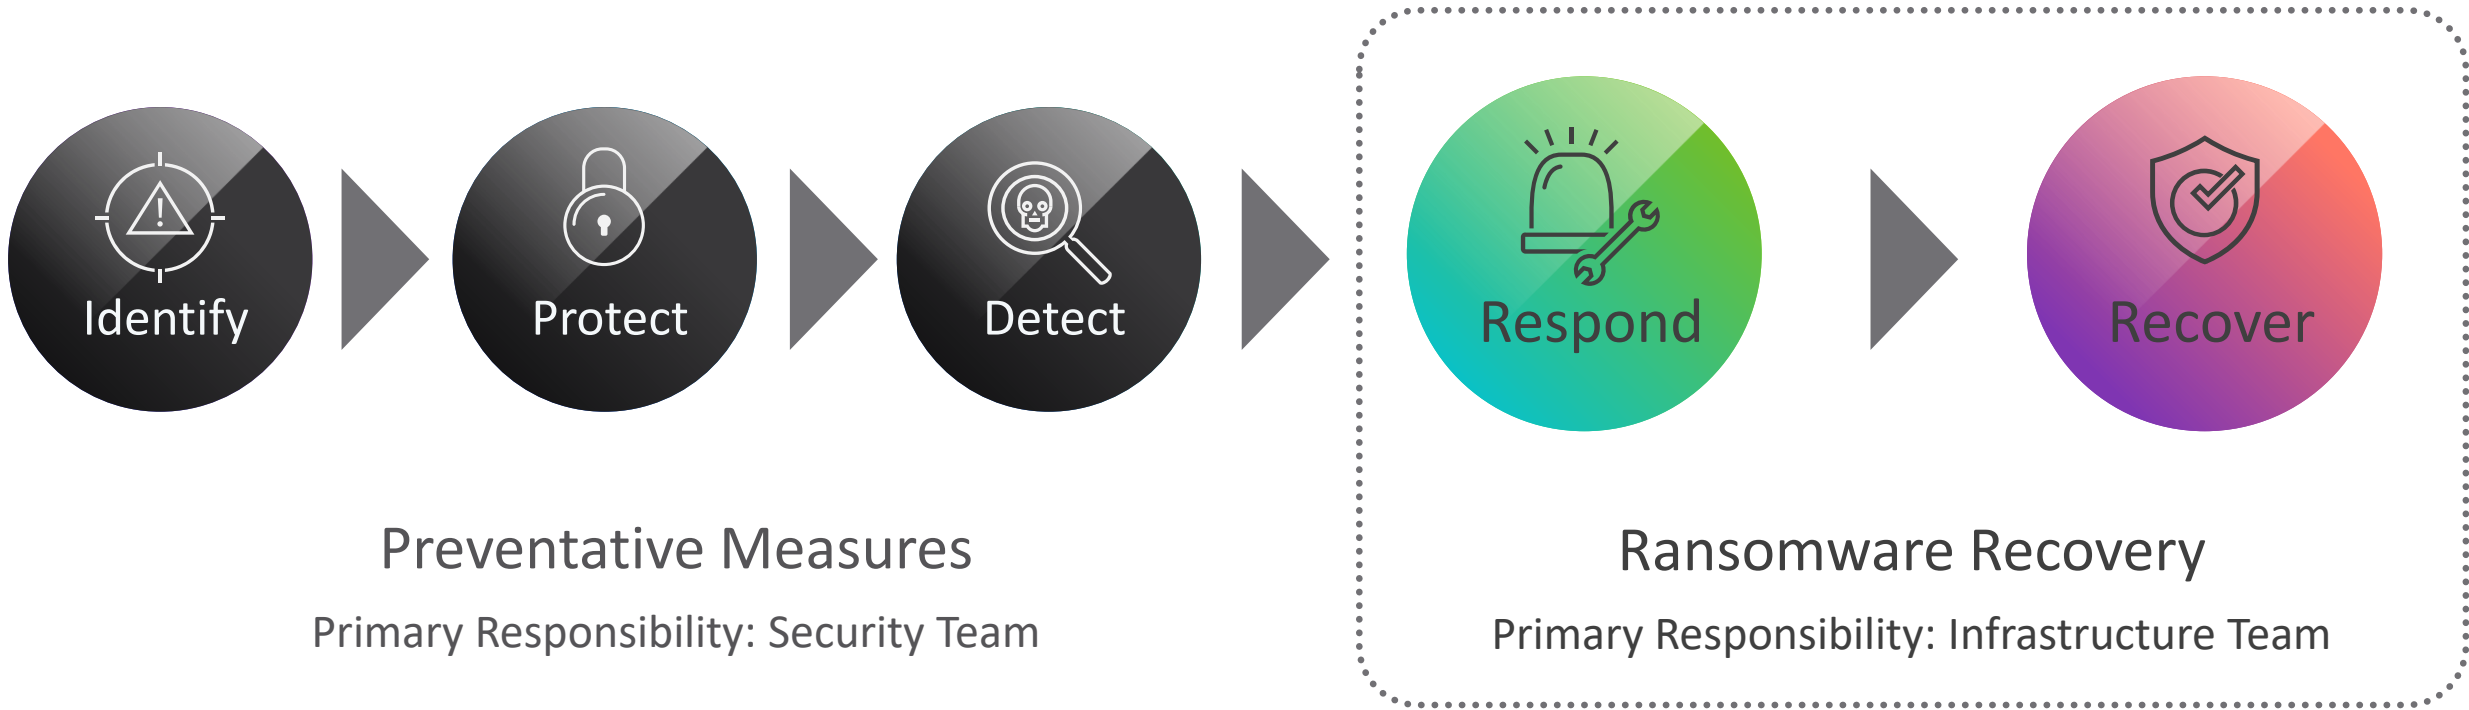 Identify
Protect
Detect
Respond
Recover
Preventative Measures
Primary Responsibility: Security Team
Ransomware Recovery
Primary Responsibility: Infrastructure Team